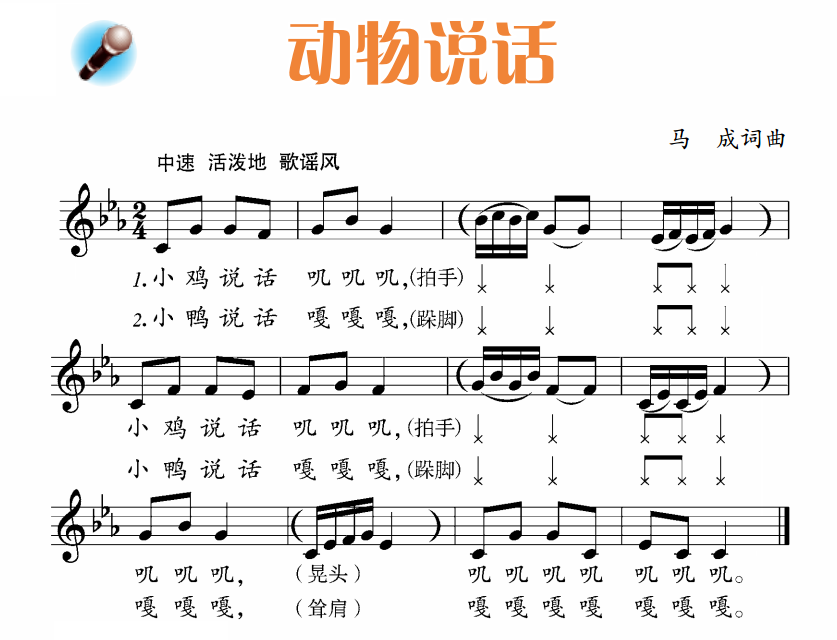 动物说话
马 成词曲
中速 活泼地 歌谣风
2
4
1.小鸡说话 叽叽叽,(拍手)
2.小鸭说话 嘎嘎嘎,(跺脚)
小鸡说话 叽叽叽,(拍手)
小鸭说话 嘎嘎嘎,(跺脚)
叽叽叽, (晃头) 叽叽叽叽 叽叽叽。
嘎嘎嘎, (耸肩) 嘎嘎嘎嘎 嘎嘎嘎。